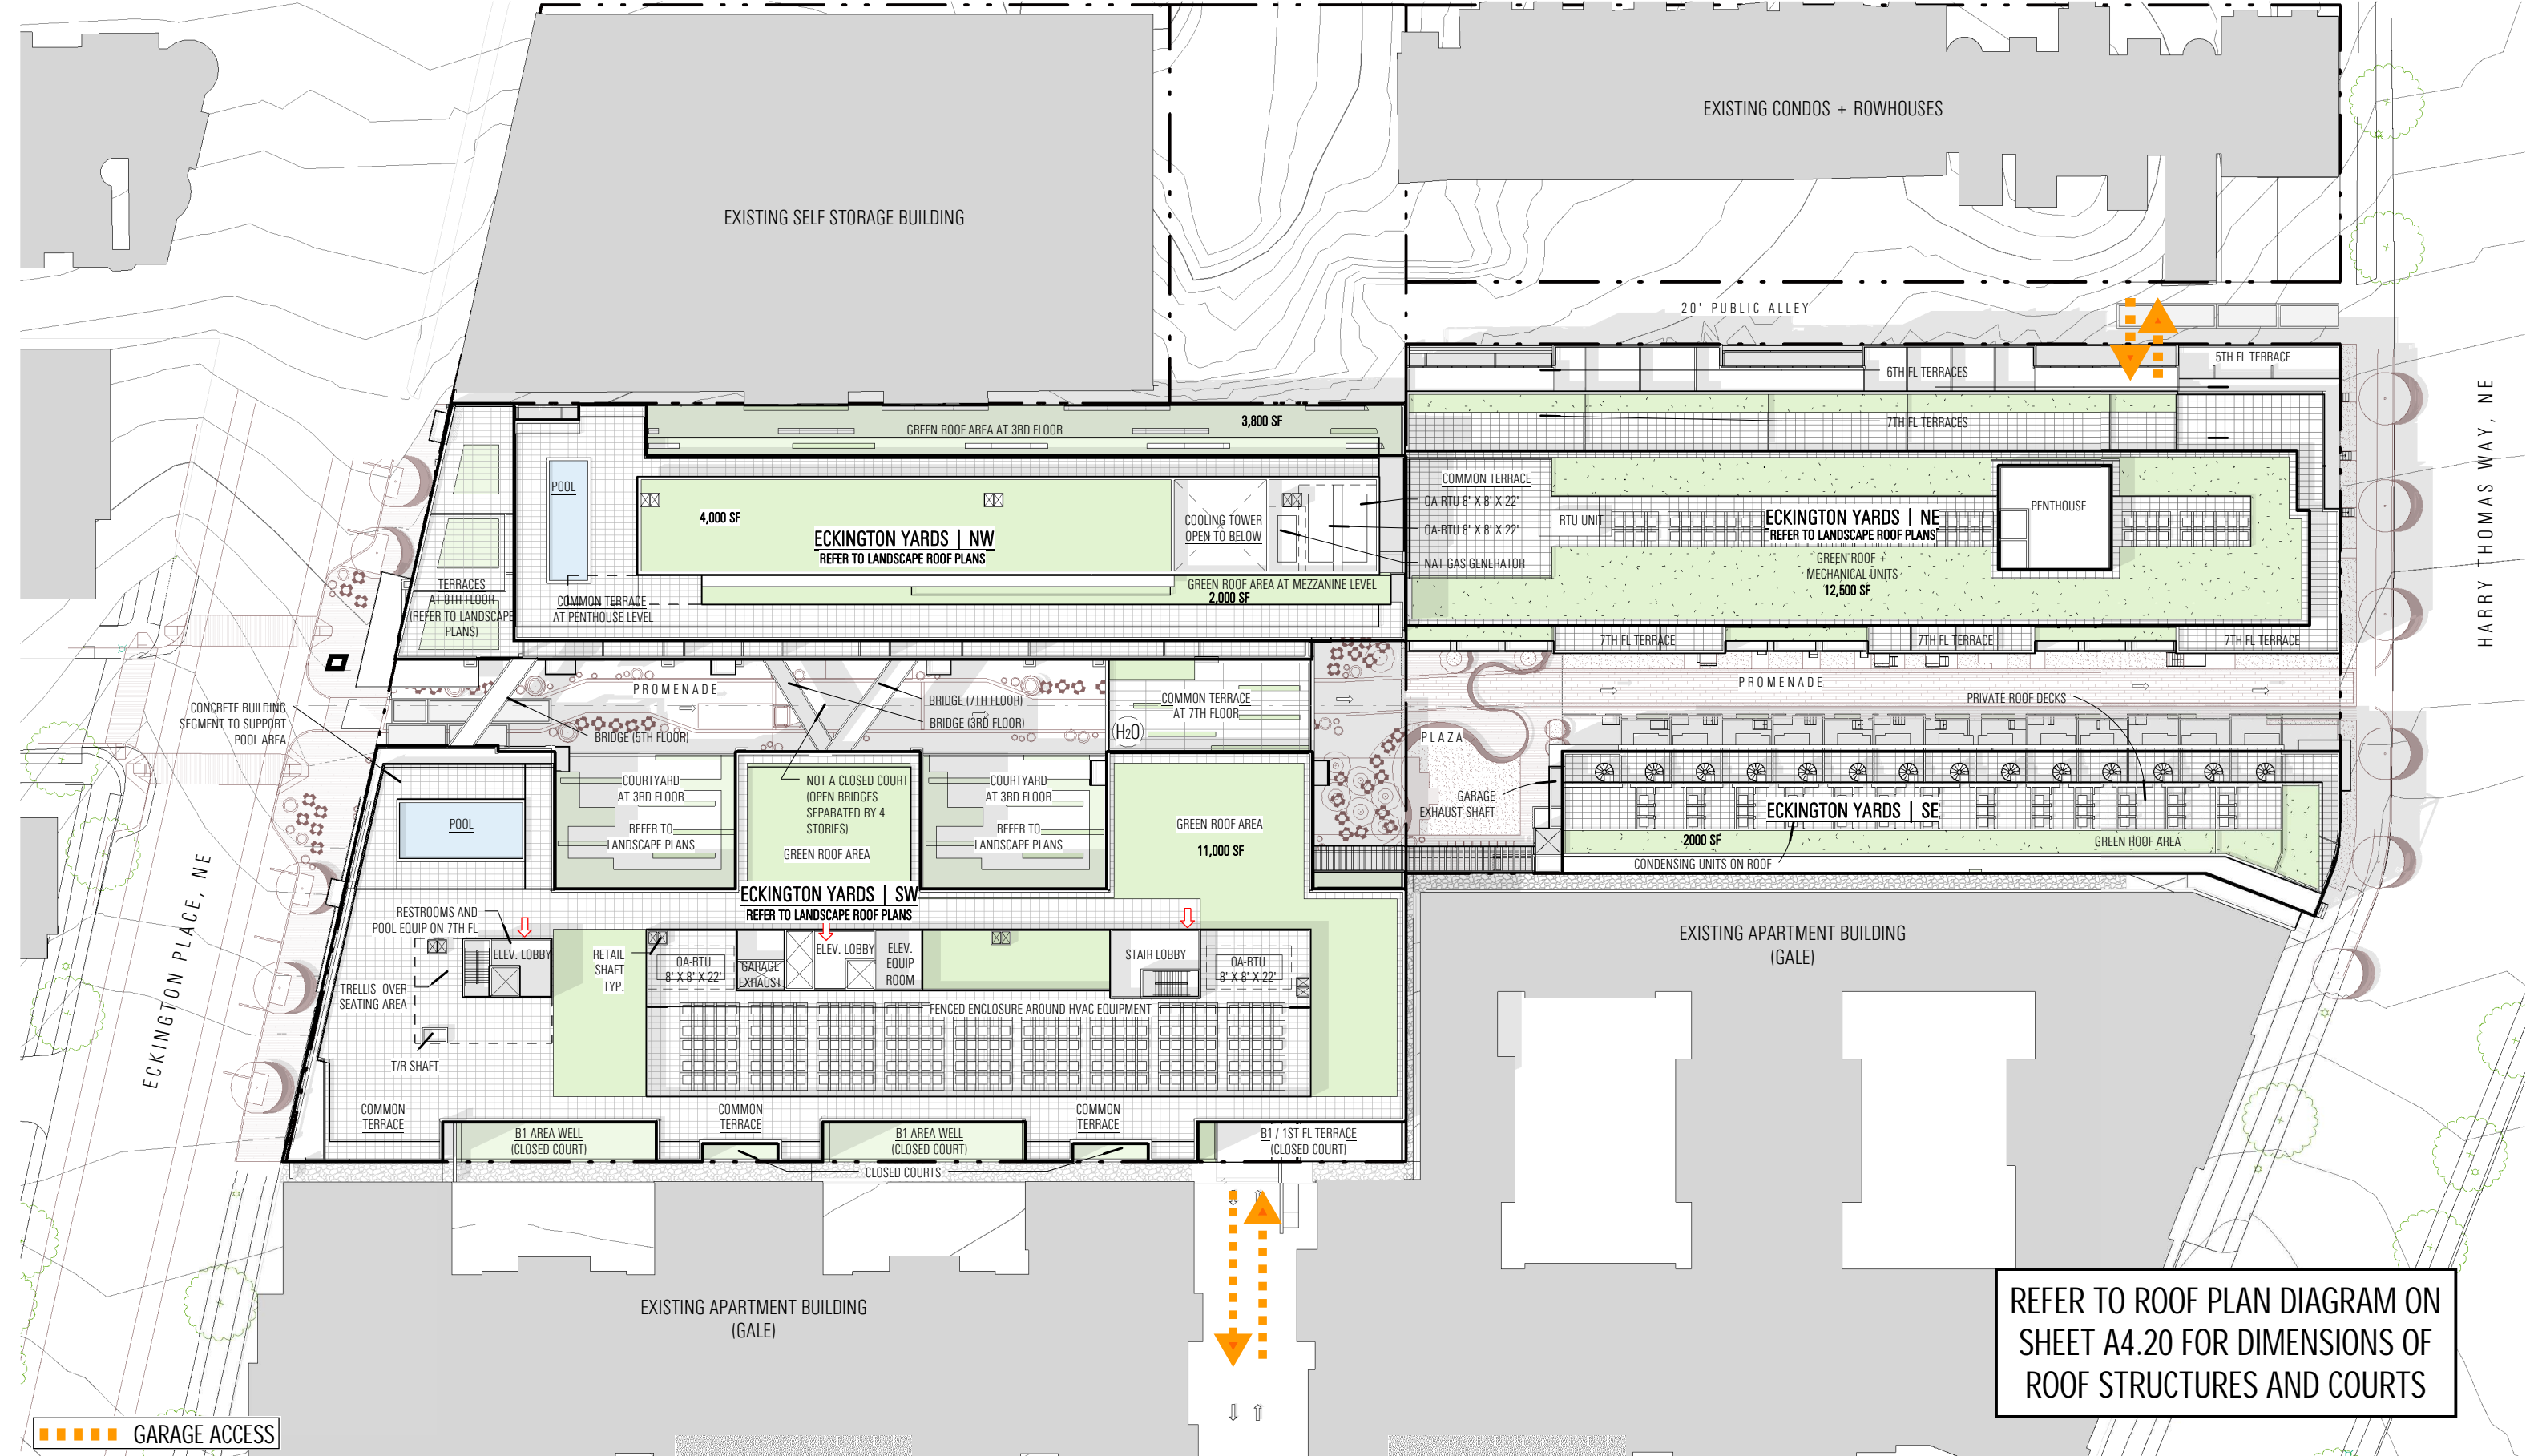 EXISTING CONDOS + ROWHOUSES
EXISTING SELF STORAGE BUILDING
20' PUBLIC ALLEY
5TH FL TERRACE
6TH FL TERRACES
7TH FL TERRACES
HARRY THOMAS WAY, NE
3,800 SF
GREEN ROOF AREA AT 3RD FLOOR
POOL
4,000 SF
ECKINGTON YARDS | NW
REFER TO LANDSCAPE ROOF PLANS
COOLING TOWER
OPEN TO BELOW
COMMON TERRACE
OA-RTU 8' X 8' X 22'
OA-RTU 8' X 8' X 22'
NAT GAS GENERATOR
RTU UNIT
ECKINGTON YARDS | NE
REFER TO LANDSCAPE ROOF PLANS
GREEN ROOF +
MECHANICAL UNITS
12,500 SF
PENTHOUSE
TERRACES
AT 8TH FLOOR
(REFER TO LANDSCAPE
PLANS)
COMMON TERRACE
AT PENTHOUSE LEVEL
GREEN ROOF AREA AT MEZZANINE LEVEL
2,000 SF
7TH FL TERRACE
7TH FL TERRACE
7TH FL TERRACE
PROMENADE
BRIDGE (7TH FLOOR)
BRIDGE (3RD FLOOR)
BRIDGE (5TH FLOOR)
COMMON TERRACE
AT 7TH FLOOR
(H20)
PROMENADE
PRIVATE ROOF DECKS
PLAZA
CONCRETE BUILDING
SEGMENT TO SUPPORT
POOL AREA
POOL
COURTYARD
AT 3RD FLOOR
REFER TO
LANDSCAPE PLANS
NOT A CLOSED COURT
(OPEN BRIDGES
SEPARATED BY 4
STORIES)
GREEN ROOF AREA
COURTYARD
AT 3RD FLOOR
REFER TO
LANDSCAPE PLANS
GREEN ROOF AREA
11,000 SF
GARAGE
EXHAUST SHAFT
ECKINGTON YARDS | SE
2000 SF
GREEN ROOF AREA
CONDENSING UNITS ON ROOF
ECKINGTON PLACE, NE
ECKINGTON YARDS | SW
REFER TO LANDSCAPE ROOF PLANS
RESTROOMS AND
POOL EQUIP ON 7TH FL
ELEV. LOBBY
RETAIL
SHAFT
TYP.
OA-RTU
8' X 8' X 22'
GARAGE
EXHAUST
ELEV. LOBBY
ELEV.
EQUIP
ROOM
STAIR LOBBY
OA-RTU
8' X 8' X 22'
TRELLIS OVER
SEATING AREA
T/R SHAFT
FENCED ENCLOSURE AROUND HVAC EQUIPMENT
EXISTING APARTMENT BUILDING
(GALE)
COMMON
TERRACE
COMMON
TERRACE
COMMON
TERRACE
B1 AREA WELL
(CLOSED COURT)
B1 AREA WELL
(CLOSED COURT)
B1 / 1ST FL TERRACE
(CLOSED COURT)
CLOSED COURTS
EXISTING APARTMENT BUILDING
(GALE)
REFER TO ROOF PLAN DIAGRAM ON
SHEET A4.20 FOR DIMENSIONS OF
ROOF STRUCTURES AND COURTS
GARAGE ACCESS